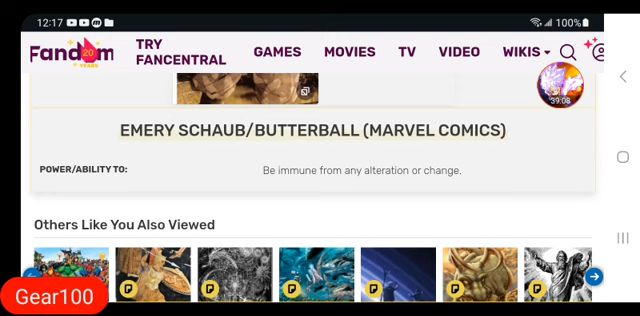 12:17
100%
Fandom
20
YEARS
TRY
FANCENTRAL
GAMES
MOVIES
TV
VIDEO
WIKIS
39:08
EMERY SCHAUB/BUTTERBALL (MARVEL COMICS)
POWER/ABILITY TO:
Be immune from any alteration or change.
Others Like You Also Viewed
Gear100